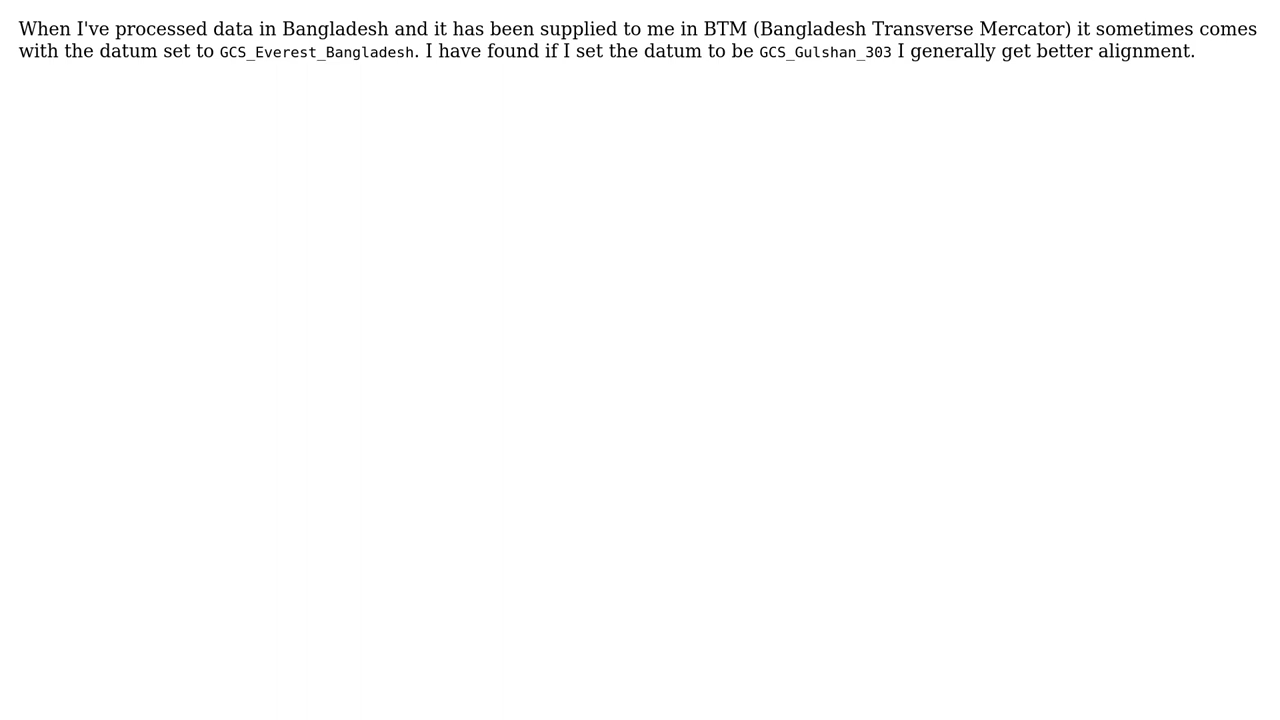 When I've processed data in Bangladesh and it has been supplied to me in BTM (Bangladesh Transverse Mercator) it sometimes comes
with the datum set to GCS_Everest_Bangladesh. I have found if I set the datum to be GCS_Gulshan_303 I generally get better alignment.